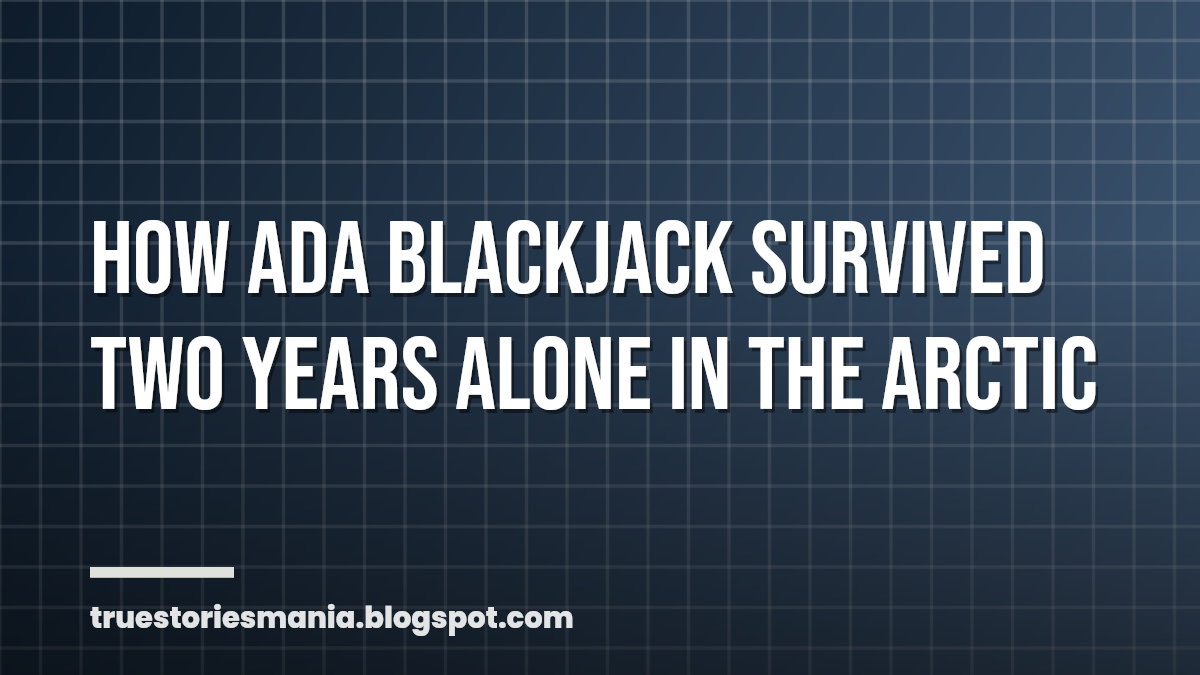 HOW ADA BLACKJACK SURVIVED
TWO YEARS ALONE IN THE ARCTIC
truestoriesmania.blogspot.com